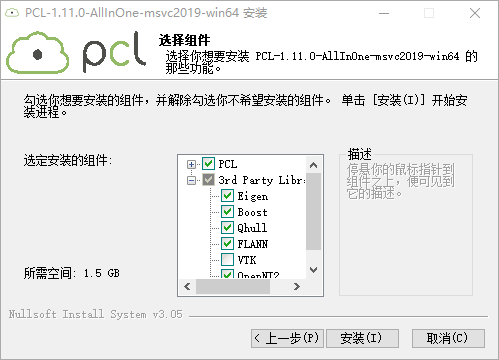 PCL-1.11.0-AllInOne-msvc2019-win64 安装
pcl
选择组件
选择你想要安装 PCL-1.11.0-AllInOne-msvc2019-win64 的
那些功能。
勾选你想要安装的组件，并解除勾选你不希望安装的组件。 单击 [安装(I)] 开始安
装进程。
选定安装的组件:
PCL
3rd Party Libr
Eigen
Boost
Qhull
FLANN
VTK
OpenNI2
描述
停悬你的鼠标指针到
组件之上，便可见到
它的描述。
所需空间: 1.5 GB
Nullsoft Install System v3.05
< 上一步(P)
安装(I)
取消(C)